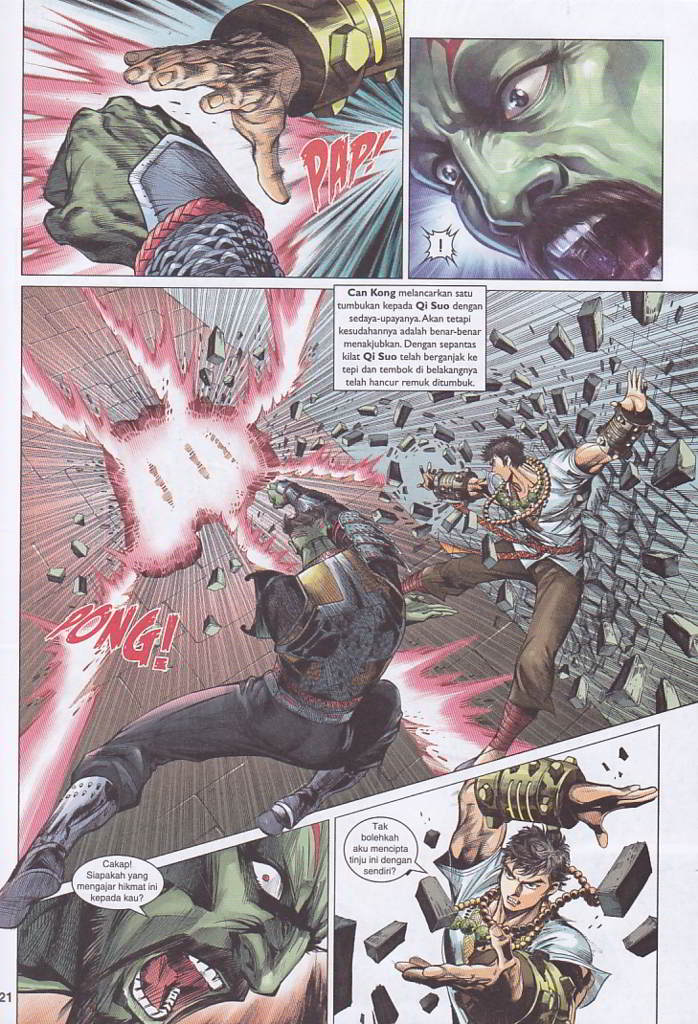 PAP!
!
Can Kong melancarkan satu
tumbukan kepada Qi Suo dengan
sedaya-upayanya. Akan tetapi
kesudahannya adalah benar-benar
menakjubkan. Dengan sepantas
kilat Qi Suo telah berganjak ke
tepi dan tembok di belakangnya
telah hancur remuk ditumbuk.
PONG!
Cakap!
Siapakah yang
mengajar hikmat ini
kepada kau?
Tak
bolehkah
aku mencipta
tinju ini dengan
sendiri?
21